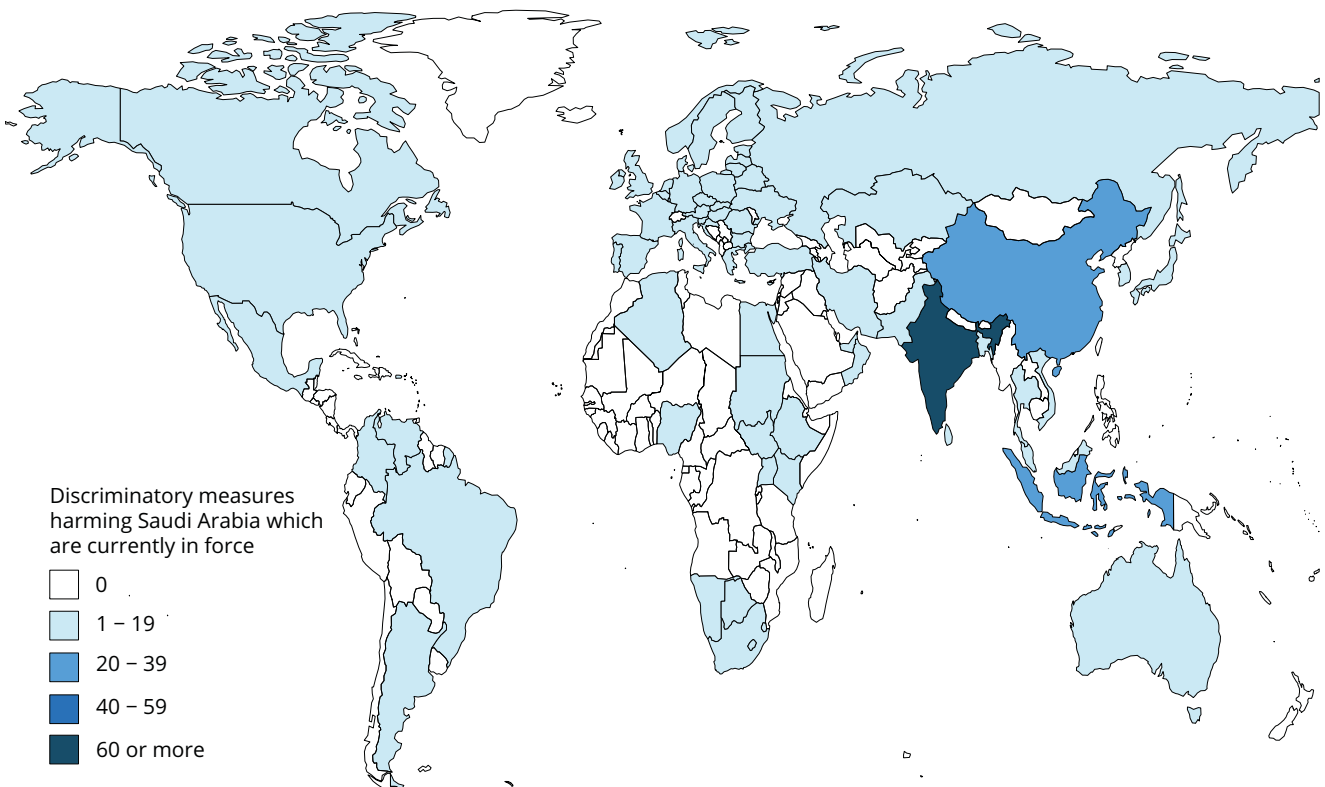 Discriminatory measures
harming Saudi Arabia which
are currently in force
0
1 – 19
20 – 39
40 – 59
60 or more